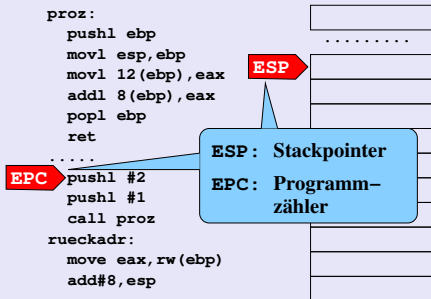 proz:
pushl ebp
movl esp,ebp
movl 12(ebp),eax
addl 8(ebp),eax
popl ebp
ret
.....
pushl #2
pushl #1
call proz
rueckadr:
move eax,rw(ebp)
add#8,esp
EPC
ESP
.........
ESP: Stackpointer
EPC: Programm–
zähler